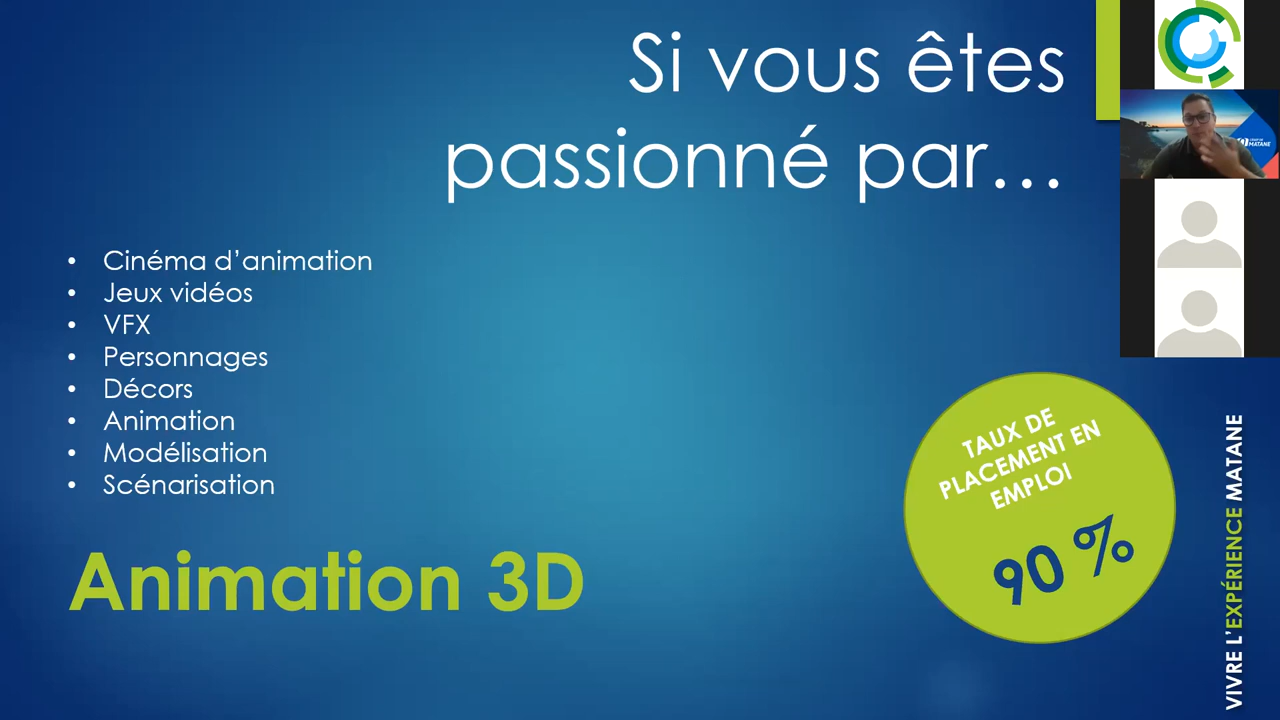 Si vous êtes
passionné par…
• Cinéma d’animation
• Jeux vidéos
• VFX
• Personnages
• Décors
• Animation
• Modélisation
• Scénarisation
Animation 3D
TAUX DE
PLACEMENT EN
EMPLOI
90 %
VIVRE L’EXPÉRIENCE MATANE
MATANE